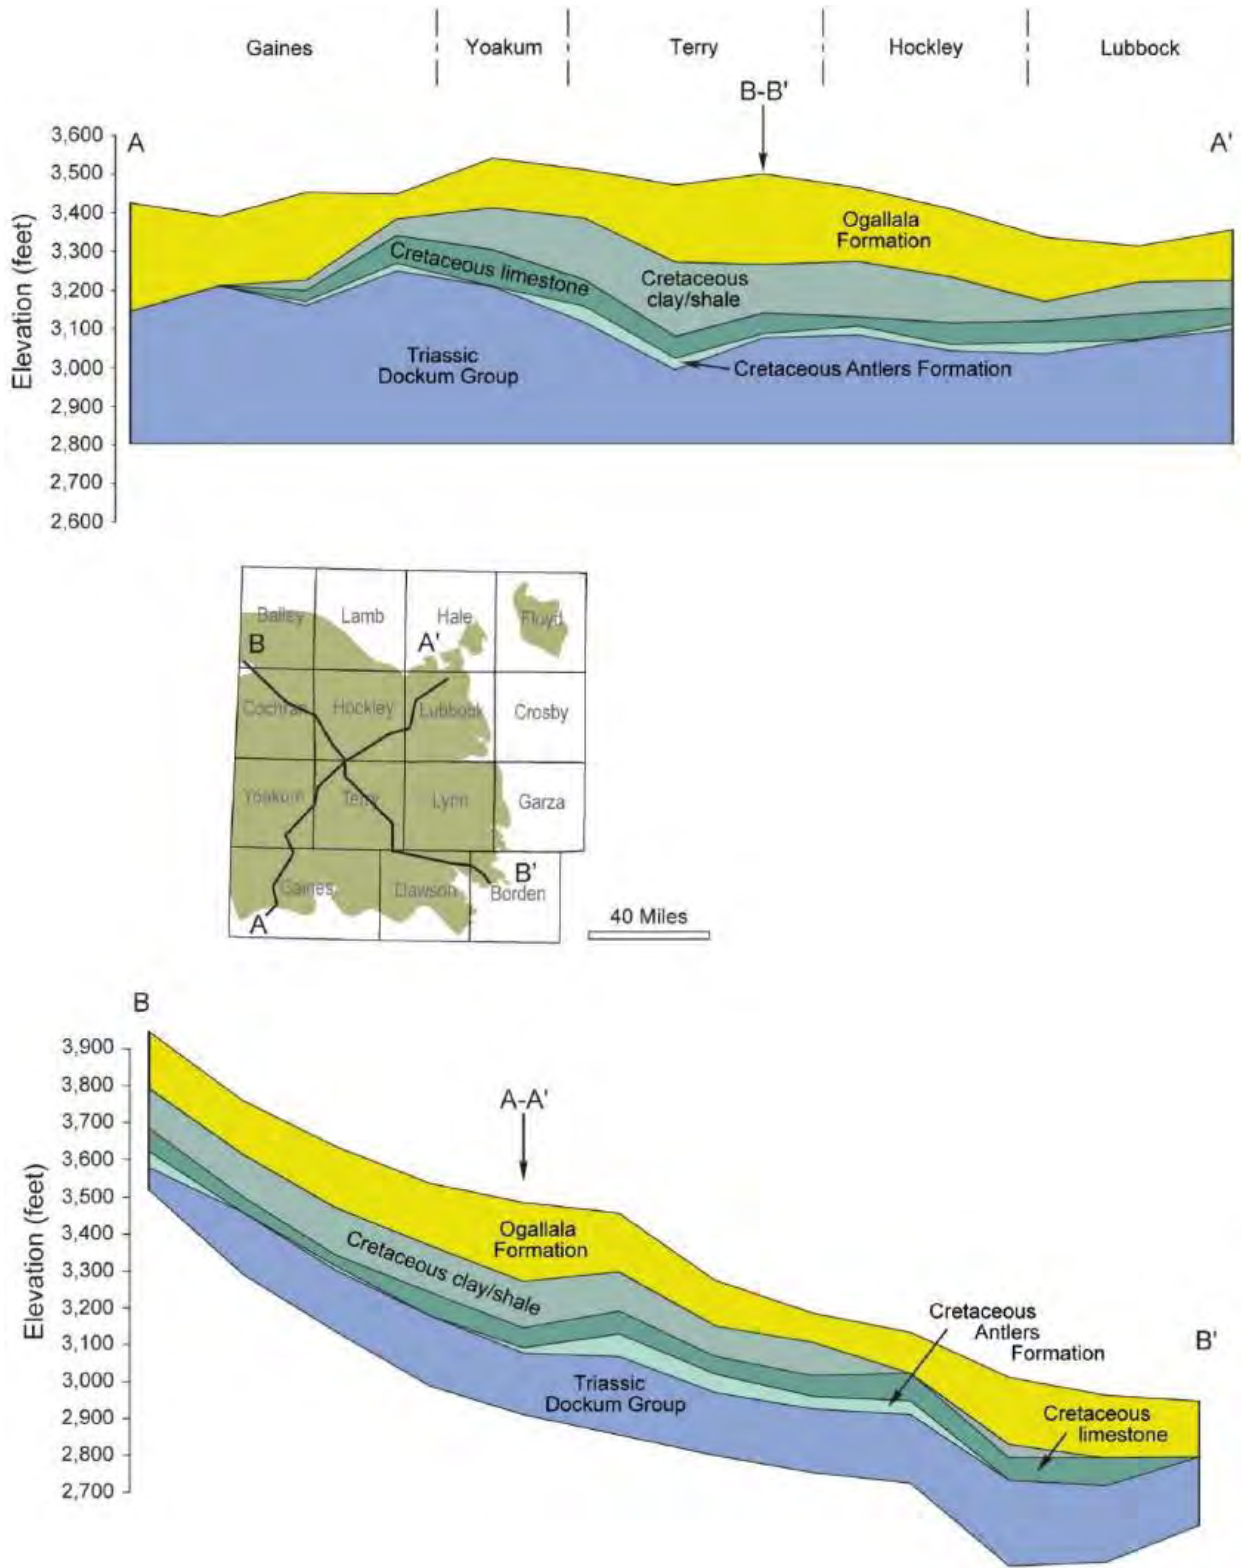 Gaines
Yoakum
Terry
Hockley
Lubbock
B-B'
A
A'
3,600
3,500
3,400
3,300
3,200
3,100
3,000
2,900
2,800
2,700
2,600
Elevation (feet)
Ogallala
Formation
Cretaceous limestone
Cretaceous
clay/shale
Triassic
Dockum Group
Cretaceous Antlers Formation
Bailey
Lamb
Hale
Floyd
B
A'
Cochran
Hockley
Lubbock
Crosby
Yoakum
Terry
Lynn
Garza
Gaines
Dawson
B'
Borden
A
40 Miles
B
3,900
3,800
3,700
3,600
3,500
3,400
3,300
3,200
3,100
3,000
2,900
2,800
2,700
Elevation (feet)
A-A'
Ogallala
Formation
Cretaceous clay/shale
Cretaceous
Antlers
Formation
B'
Triassic
Dockum Group
Cretaceous
limestone